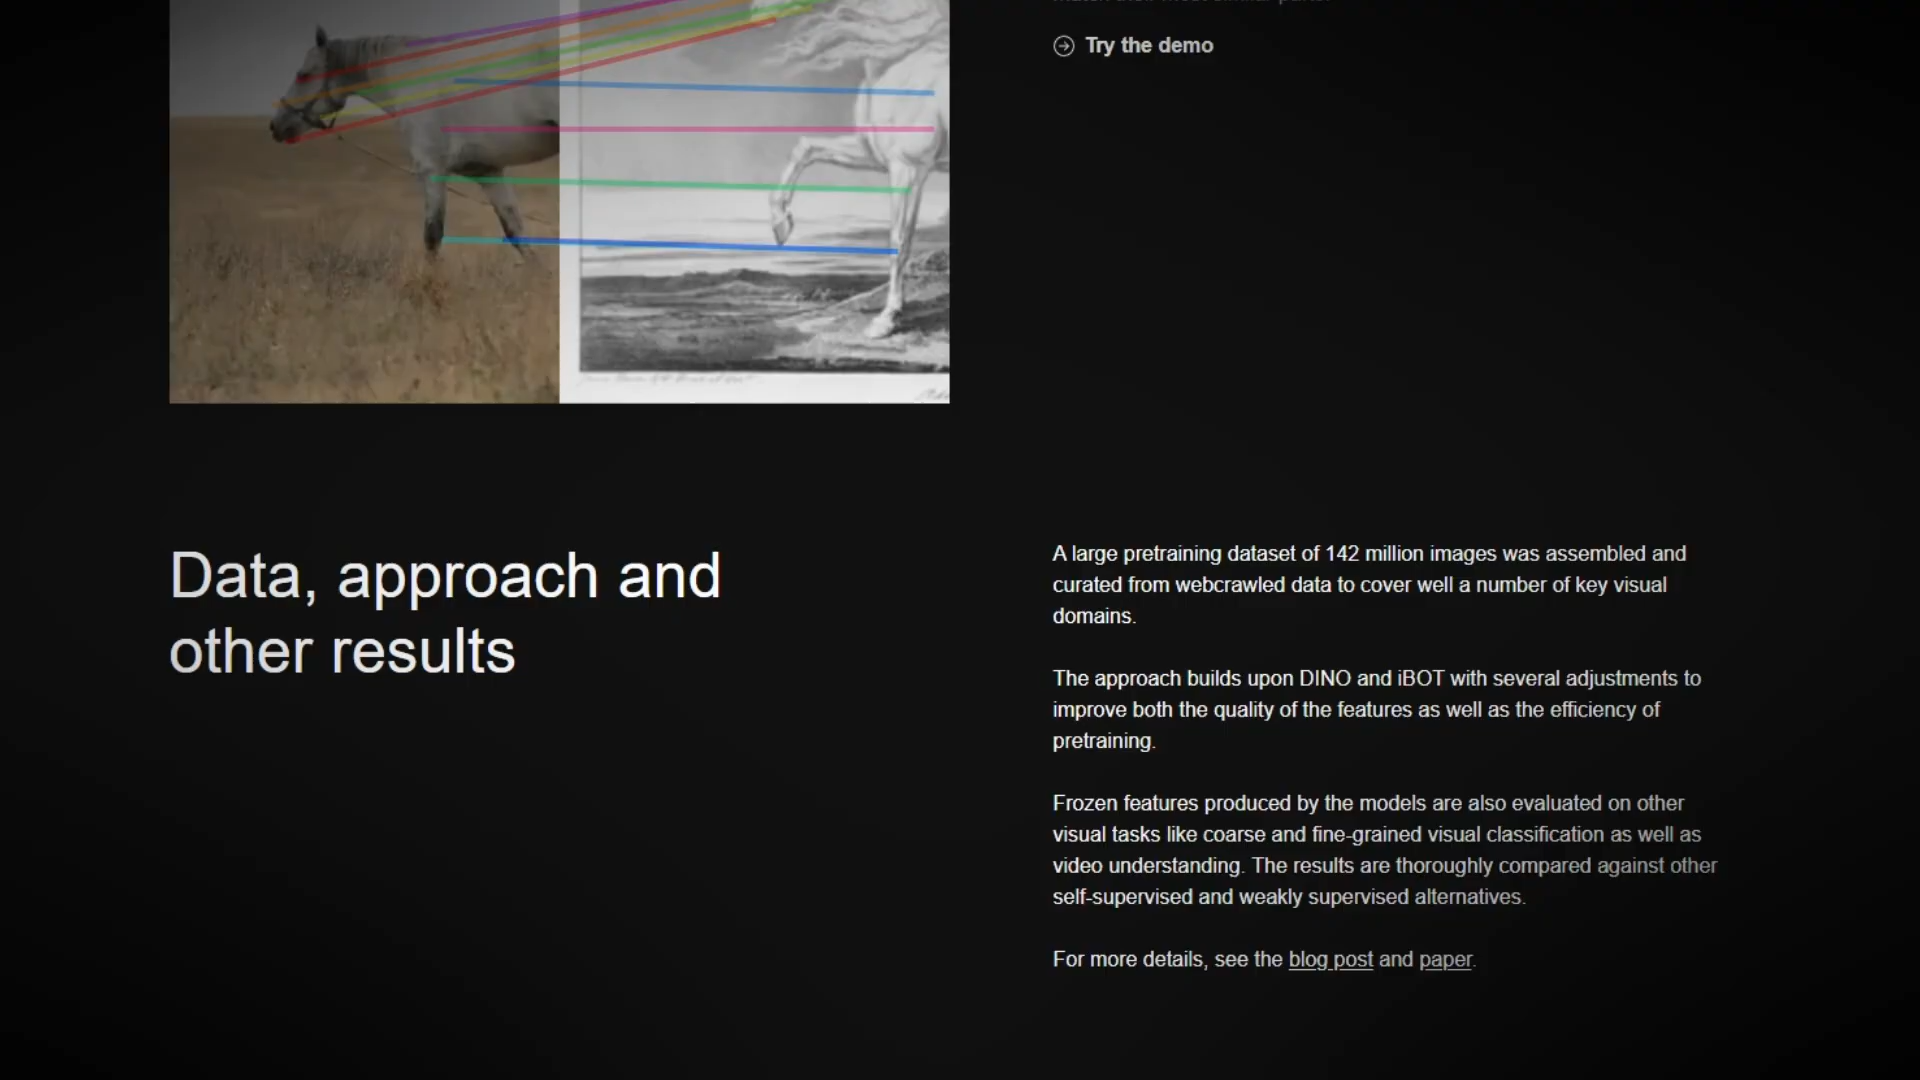 Try the demo
Data, approach and
other results
A large pretraining dataset of 142 million images was assembled and
curated from webcrawled data to cover well a number of key visual
domains.
The approach builds upon DINO and iBOT with several adjustments to
improve both the quality of the features as well as the efficiency of
pretraining.
Frozen features produced by the models are also evaluated on other
visual tasks like coarse and fine-grained visual classification as well as
video understanding. The results are thoroughly compared against other
self-supervised and weakly supervised alternatives.
For more details, see the blog post and paper.